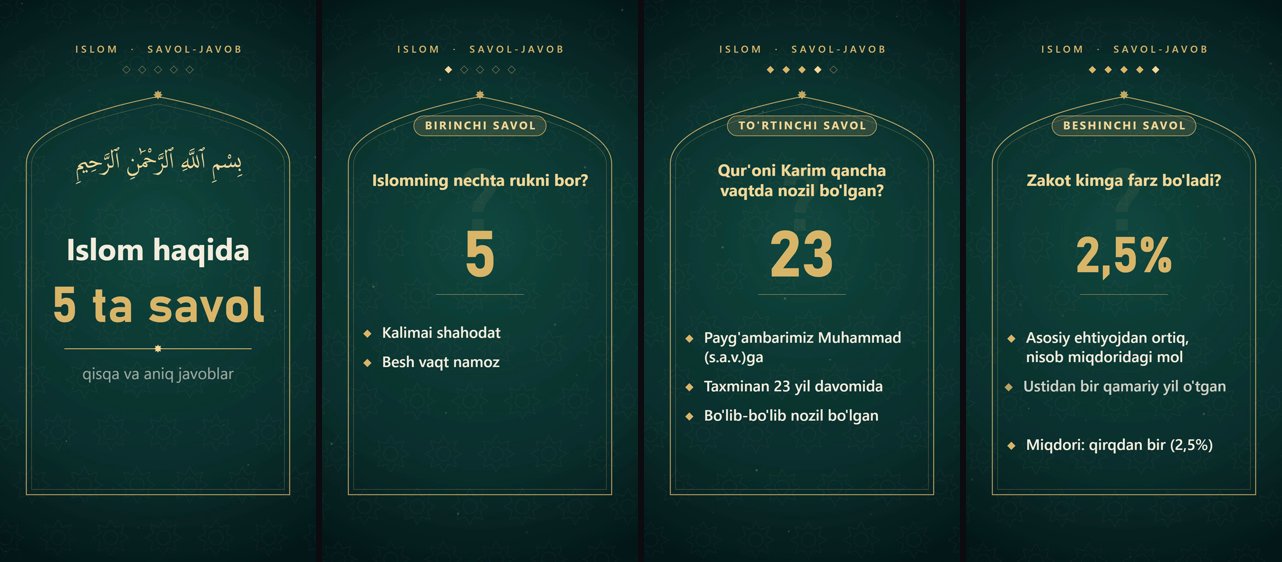 ISLOM · SAVOL-JAVOB
بِسْمِ ٱللَّهِ ٱلرَّحْمَٰنِ ٱلرَّحِيمِ
Islom haqida
5 ta savol
qisqa va aniq javoblar
ISLOM · SAVOL-JAVOB
BIRINCHI SAVOL
Islomning nechta rukni bor?
?
5
Kalimai shahodat
Besh vaqt namoz
ISLOM · SAVOL-JAVOB
TO'RTINCHI SAVOL
Qur'oni Karim qancha
vaqtda nozil bo'lgan?
?
23
Payg'ambarimiz Muhammad
(s.a.v.)ga
Taxminan 23 yil davomida
Bo'lib-bo'lib nozil bo'lgan
ISLOM · SAVOL-JAVOB
BESHINCHI SAVOL
Zakot kimga farz bo'ladi?
?
2,5%
Asosiy ehtiyojdan ortiq,
nisob miqdoridagi mol
Ustidan bir qamariy yil o'tgan
Miqdori: qirqdan bir (2,5%)